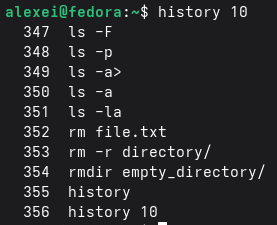 alexei@fedora:~$ history 10
347 ls -F
348 ls -p
349 ls -a>
350 ls -a
351 ls -la
352 rm file.txt
353 rm -r directory/
354 rmdir empty_directory/
355 history
356 history 10